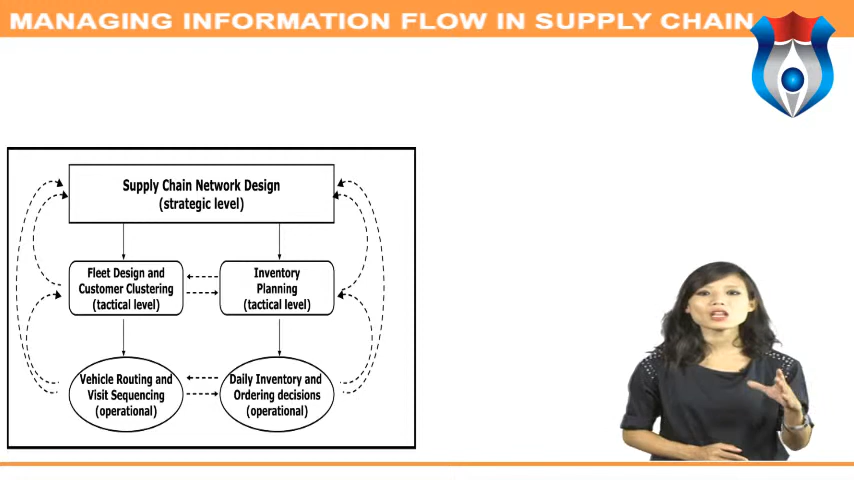 MANAGING INFORMATION FLOW IN SUPPLY CHAIN
Supply Chain Network Design
(strategic level)
Fleet Design and
Customer Clustering
(tactical level)
Inventory
Planning
(tactical level)
Vehicle Routing and
Visit Sequencing
(operational)
Daily Inventory and
Ordering decisions
(operational)